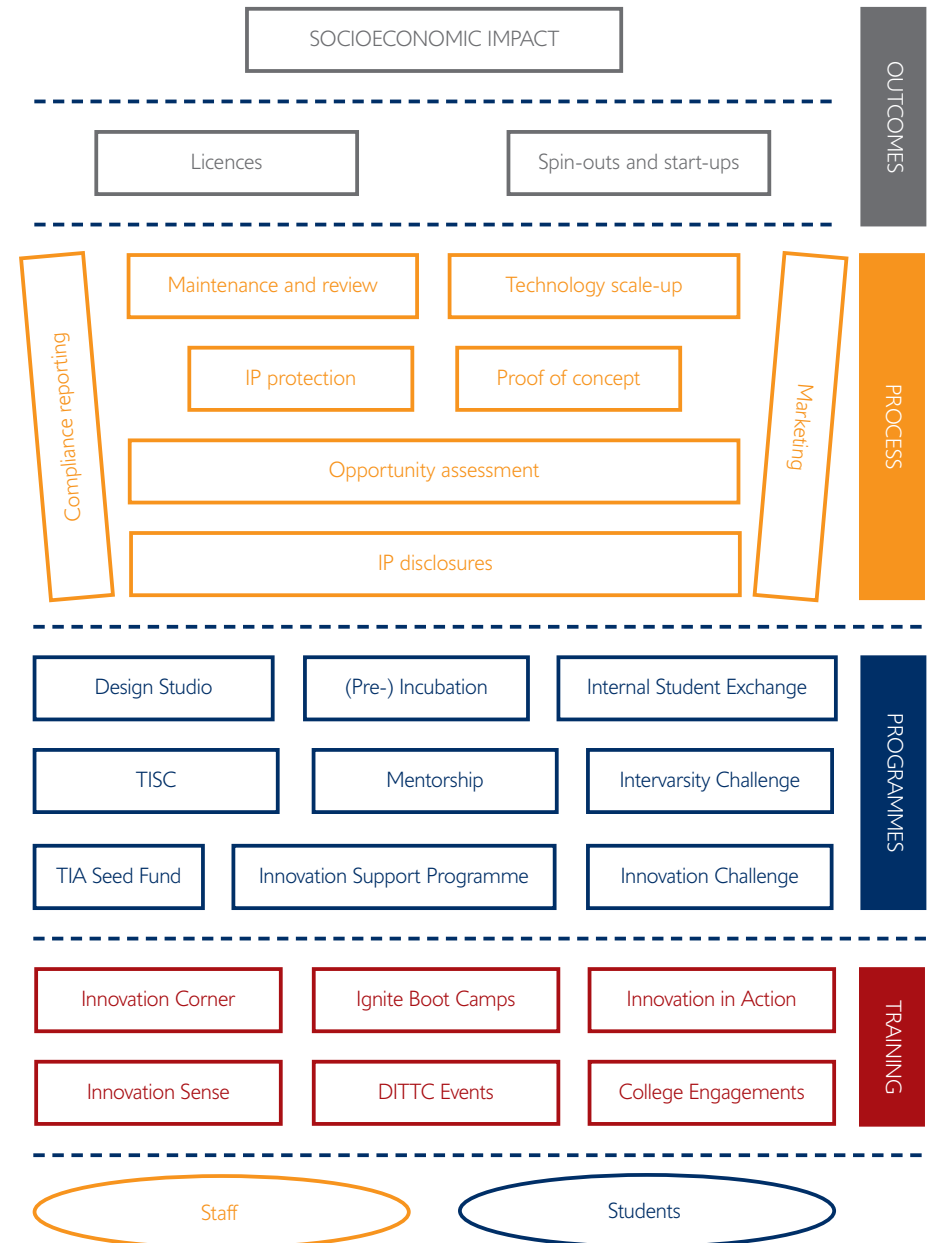 SOCIOECONOMIC IMPACT
Licences
Spin-outs and start-ups
OUTCOMES
Compliance reporting
Maintenance and review
Technology scale-up
IP protection
Proof of concept
Opportunity assessment
IP disclosures
Marketing
PROCESS
Design Studio
(Pre-) Incubation
Internal Student Exchange
TISC
Mentorship
Intervarsity Challenge
TIA Seed Fund
Innovation Support Programme
Innovation Challenge
PROGRAMMES
Innovation Corner
Ignite Boot Camps
Innovation in Action
Innovation Sense
DITTC Events
College Engagements
TRAINING
Staff
Students